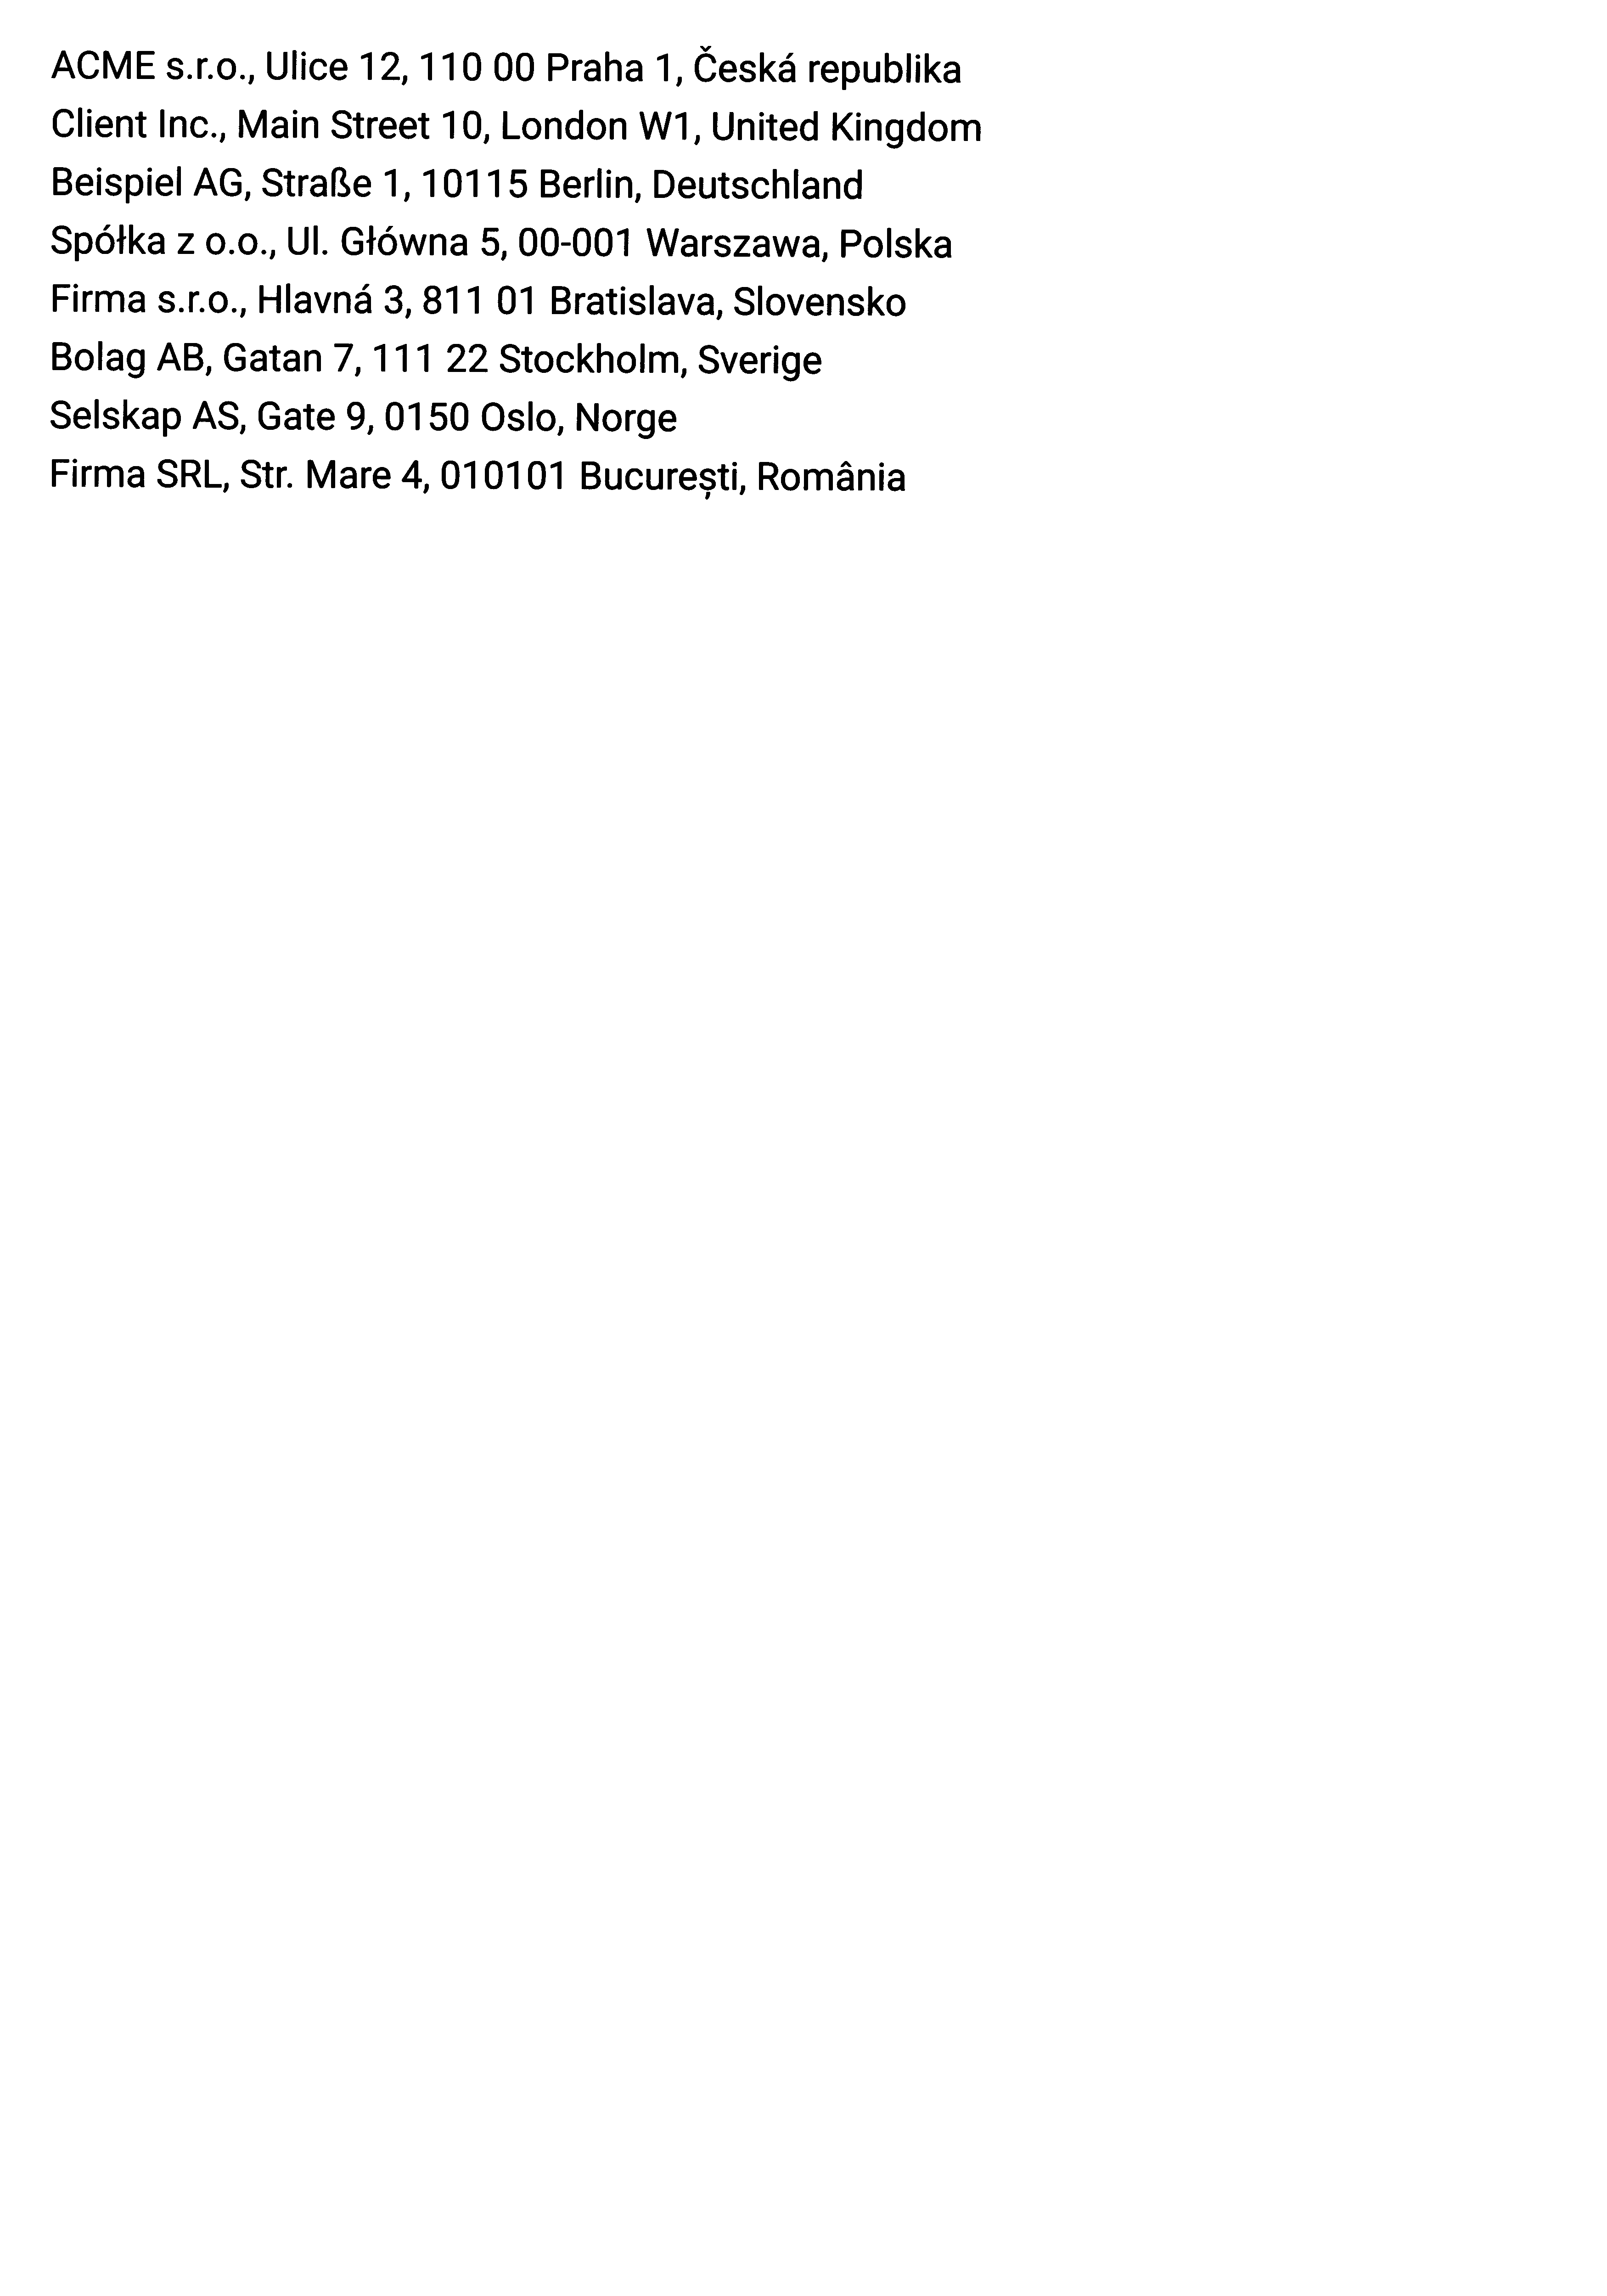 ACME s.r.o., Ulice 12, 110 00 Praha 1, Česká republika
Client Inc., Main Street 10, London W1, United Kingdom
Beispiel AG, Straße 1, 10115 Berlin, Deutschland
Spółka z o.o., Ul. Główna 5, 00-001 Warszawa, Polska
Firma s.r.o., Hlavná 3, 811 01 Bratislava, Slovensko
Bolag AB, Gatan 7, 111 22 Stockholm, Sverige
Selskap AS, Gate 9, 0150 Oslo, Norge
Firma SRL, Str. Mare 4, 010101 București, România